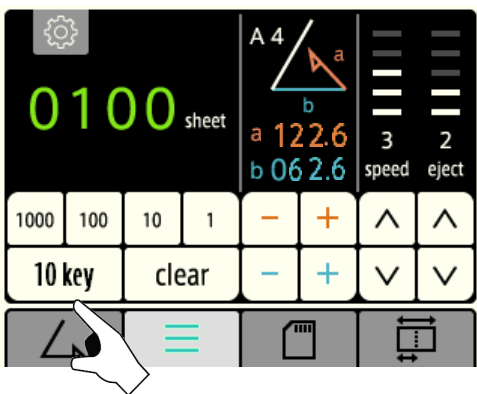 A 4
a
b
0100 sheet
a 122.6
b 062.6
3 2
speed eject
1000 100 10 1 - + 
10 key clear - +